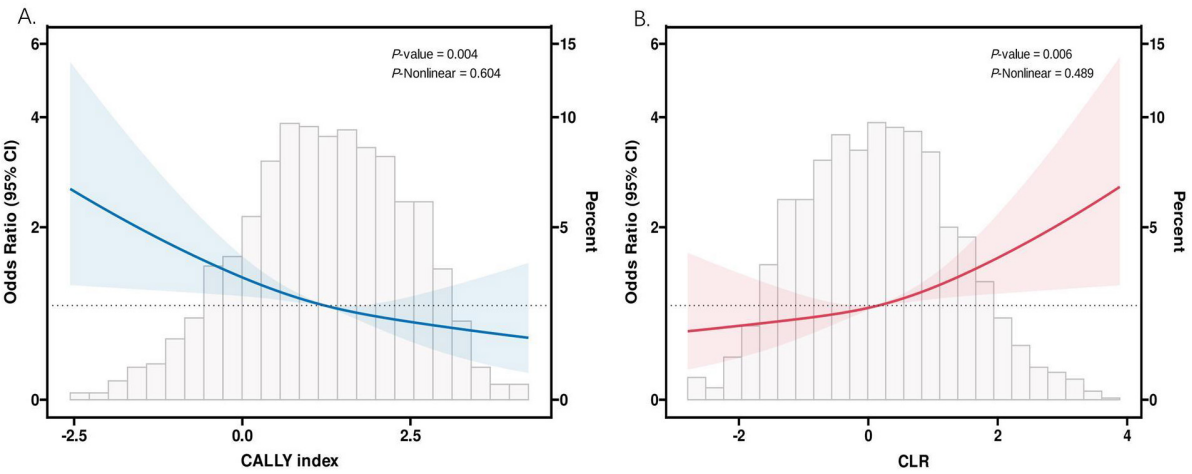 A.
B.
P-value = 0.004
P-Nonlinear = 0.604
Odds Ratio (95% CI)
6
4
2
0
15
10
5
0
Percent
-2.5
0.0
2.5
CALLY index
P-value = 0.006
P-Nonlinear = 0.489
Odds Ratio (95% CI)
6
4
2
0
15
10
5
0
Percent
-2
0
2
4
CLR